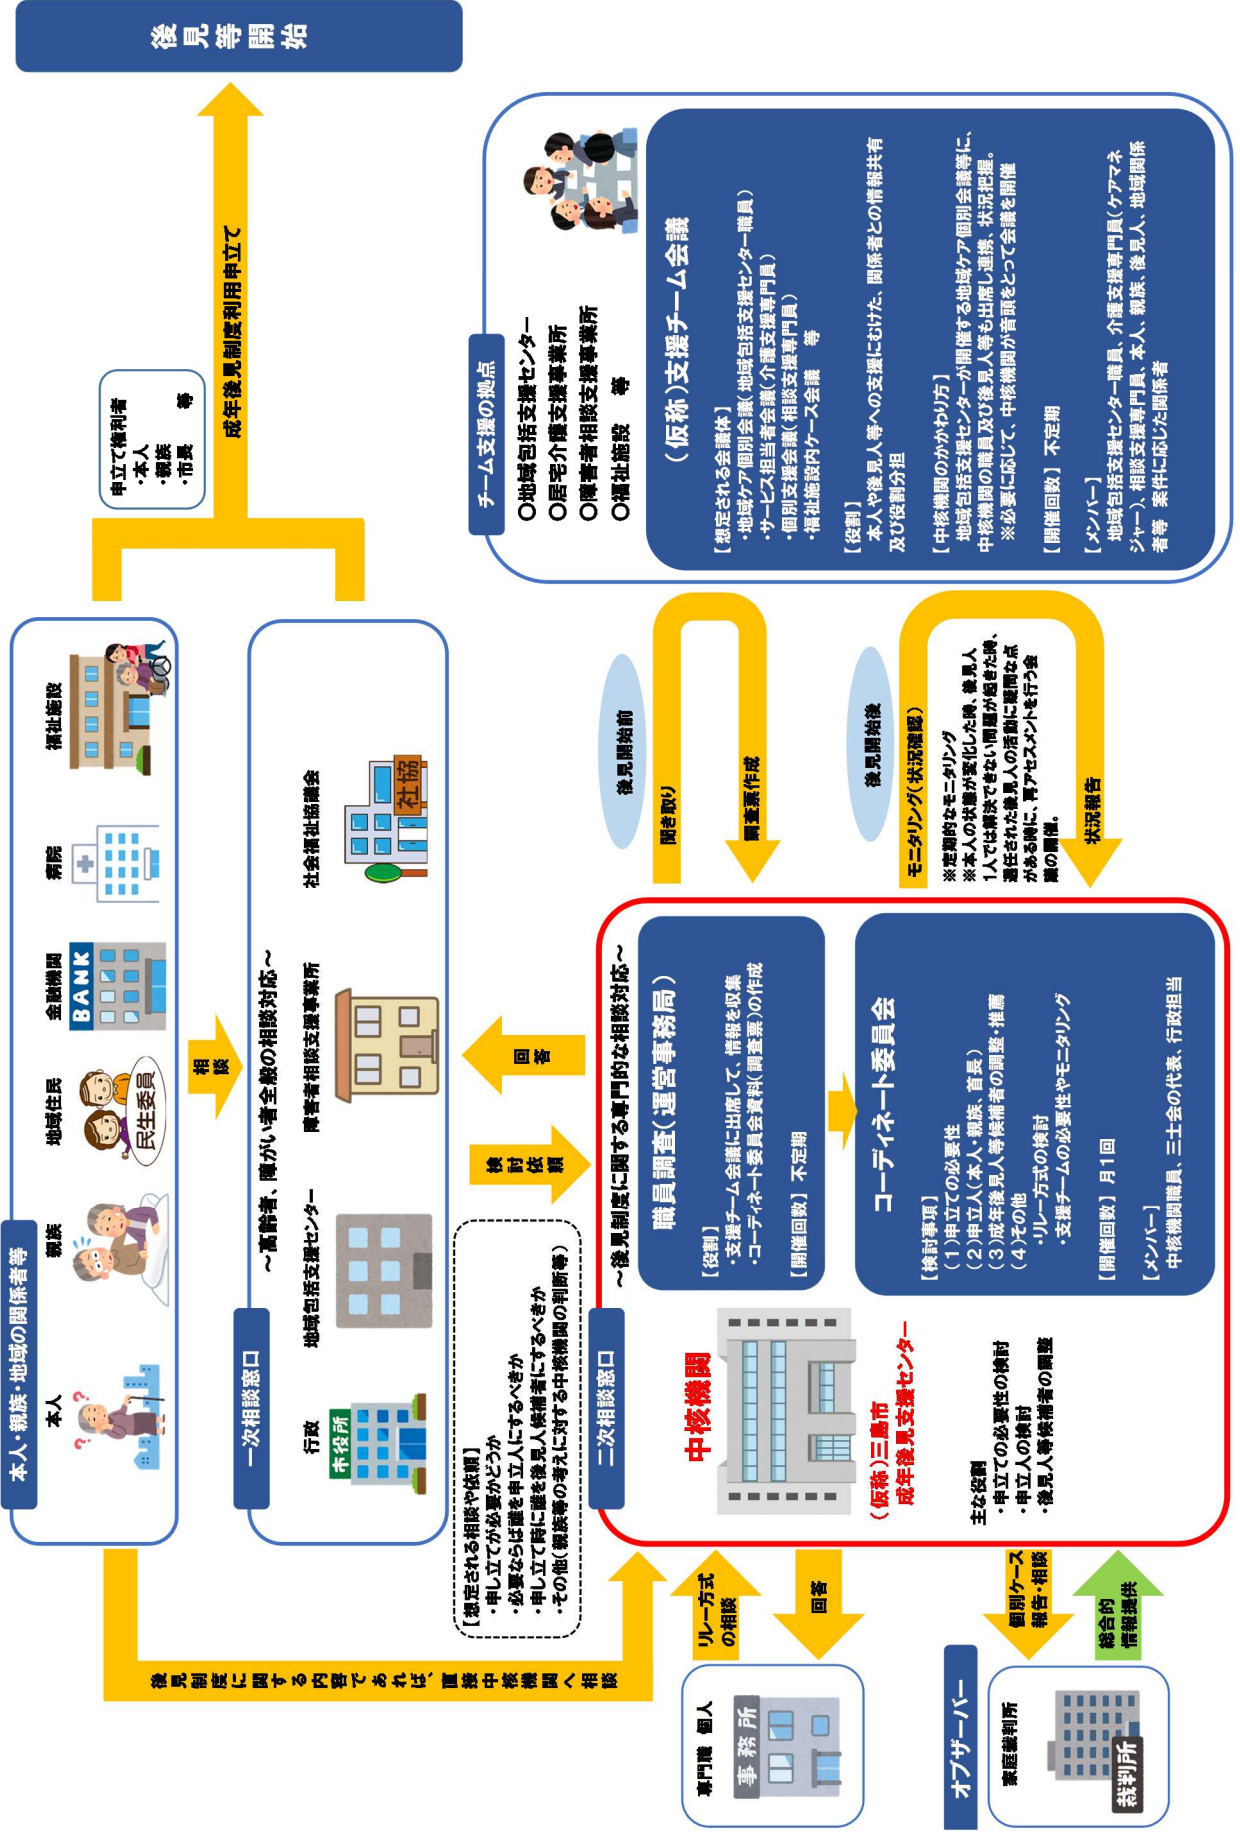 本人・親族・地域の関係者等
本人
親族
地域住民
民生委員
金融機関
BANK
病院
福祉施設
相談
一次相談窓口
～高齢者、障がい者全般の相談対応～
行政
市役所
地域包括支援センター
障害者相談支援事業所
社会福祉協議会
社協
申立て権利者
・本人
・親族
・市長　等
成年後見制度利用申立て
後見等開始
後見制度に関する内容であれば、直接中核機関へ相談
【想定される相談や依頼】
・申し立てが必要かどうか
・必要ならば誰を申立人にするべきか
・申し立て時に誰を後見人候補者にするべきか
・その他（親族等の考えに対する中核機関の判断等）
検討依頼
回答
二次相談窓口
～後見制度に関する専門的な相談対応～
中核機関
（仮称）三島市
成年後見支援センター
主な役割
・申立ての必要性の検討
・申立人の検討
・後見人等候補者の調整
職員調査（運営事務局）
【役割】
・支援チーム会議に出席して、情報を収集
・コーディネート委員会資料（調査票）の作成
【開催回数】不定期
コーディネート委員会
【検討事項】
（１）申立ての必要性
（２）申立人（本人・親族、首長）
（３）成年後見人等候補者の調整・推薦
（４）その他
・リレー方式の検討
・支援チームの必要性やモニタリング
【開催回数】月１回
【メンバー】
中核機関職員、三士会の代表、行政担当
専門職　個人
事務所
リレー方式
の相談
回答
オブザーバー
家庭裁判所
裁判所
個別ケース
報告・相談
総合的
情報提供
後見開始前
聞き取り
調査票作成
後見開始後
モニタリング（状況確認）
※定期的なモニタリング
※本人の状態が変化した時、後見人
１人では解決できない問題が起きた時、
選任された後見人の活動に疑問な点
がある時に、再アセスメントを行う会
議の開催。
状況報告
チーム支援の拠点
〇地域包括支援センター
〇居宅介護支援事業所
〇障害者相談支援事業所
〇福祉施設　等
（仮称）支援チーム会議
【想定される会議体】
・地域ケア個別会議（地域包括支援センター職員）
・サービス担当者会議（介護支援専門員）
・個別支援会議（相談支援専門員）
・福祉施設内ケース会議　等
【役割】
本人や後見人等への支援にむけた、関係者との情報共有
及び役割分担
【中核機関のかかわり方】
地域包括支援センターが開催する地域ケア個別会議等に、
中核機関の職員及び後見人等も出席し連携、状況把握。
※必要に応じて、中核機関が音頭をとって会議を開催
【開催回数】不定期
【メンバー】
地域包括支援センター職員、介護支援専門員（ケアマネ
ジャー）、相談支援専門員、本人、親族、後見人、地域関係
者等　案件に応じた関係者